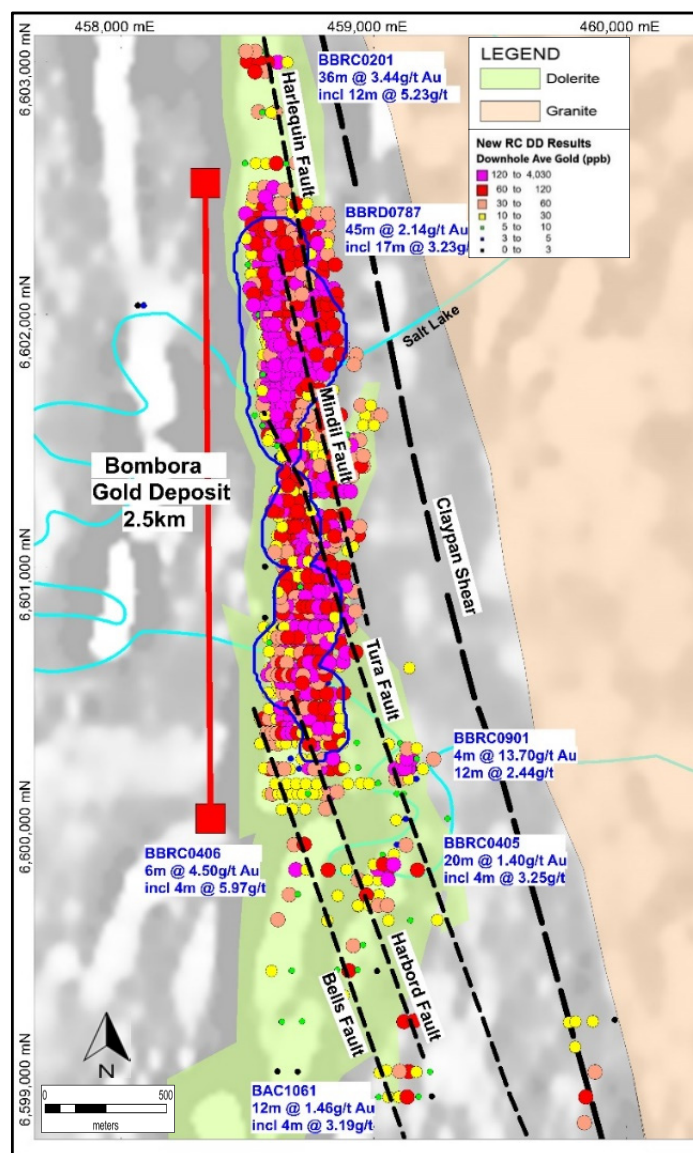 458,000 mE
459,000 mE
460,000 mE
6,603,000 mN
6,602,000 mN
6,601,000 mN
6,600,000 mN
6,599,000 mN
LEGEND
Dolerite
Granite
New RC DD Results
Downhole Ave Gold (ppb)
120 to 4,030
60 to 120
30 to 60
10 to 30
5 to 10
3 to 5
0 to 3
BBRC0201
36m @ 3.44g/t Au
incl 12m @ 5.23g/t
Harlequin Fault
BBRD0787
45m @ 2.14g/t Au
incl 17m @ 3.23g/
Salt Lake
Mindil Fault
Bombora
Gold Deposit
2.5km
Claypan Shear
Tura Fault
BBRC0901
4m @ 13.70g/t Au
12m @ 2.44g/t
BBRC0406
6m @ 4.50g/t Au
incl 4m @ 5.97g/t
BBRC0405
20m @ 1.40g/t Au
incl 4m @ 3.25g/t
Bells Fault
Harbord Fault
N
BAC1061
12m @ 1.46g/t Au
incl 4m @ 3.19g/t
0 500
meters